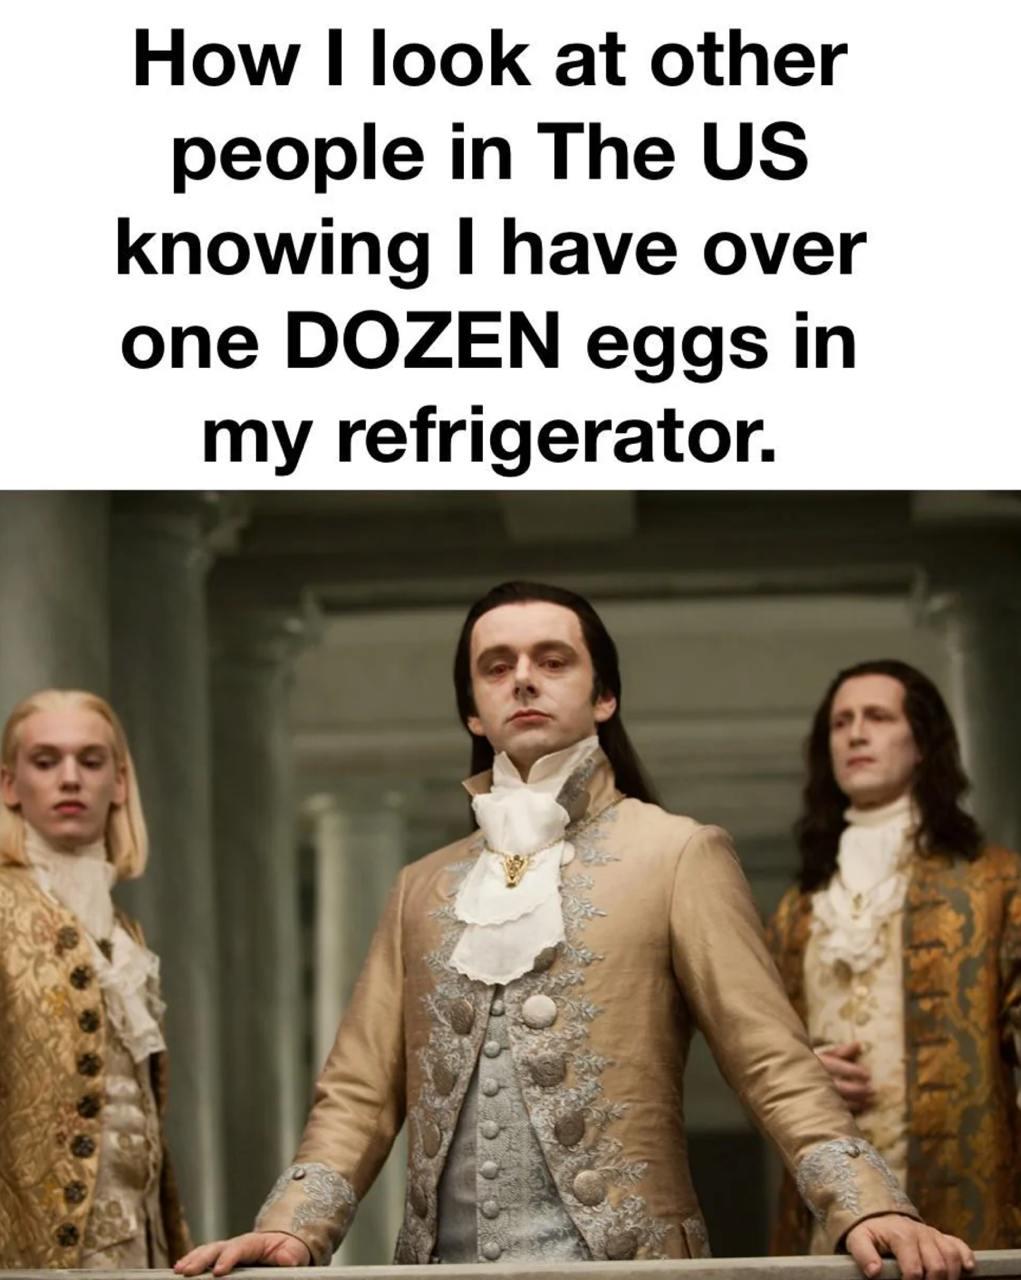 How I look at other
people in The US
knowing I have over
one DOZEN eggs in
my refrigerator.